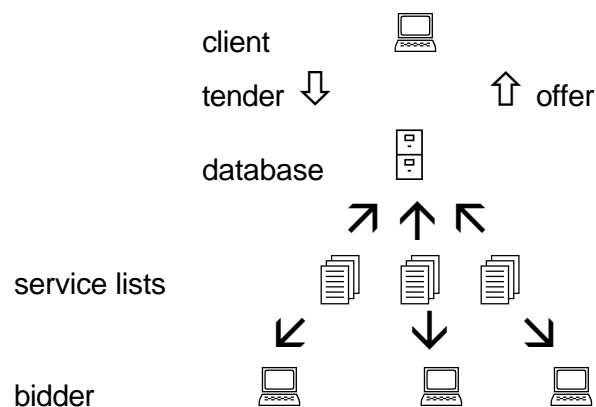 client
tender
offer
database
service lists
bidder